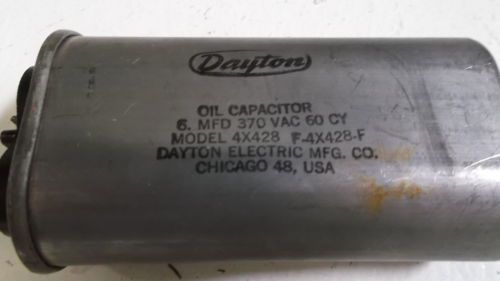 Dayton
OIL CAPACITOR
6. MFD 370 VAC 60 CY
MODEL 4X428 F-4X428-F
DAYTON ELECTRIC MFG. CO.
CHICAGO 48, USA